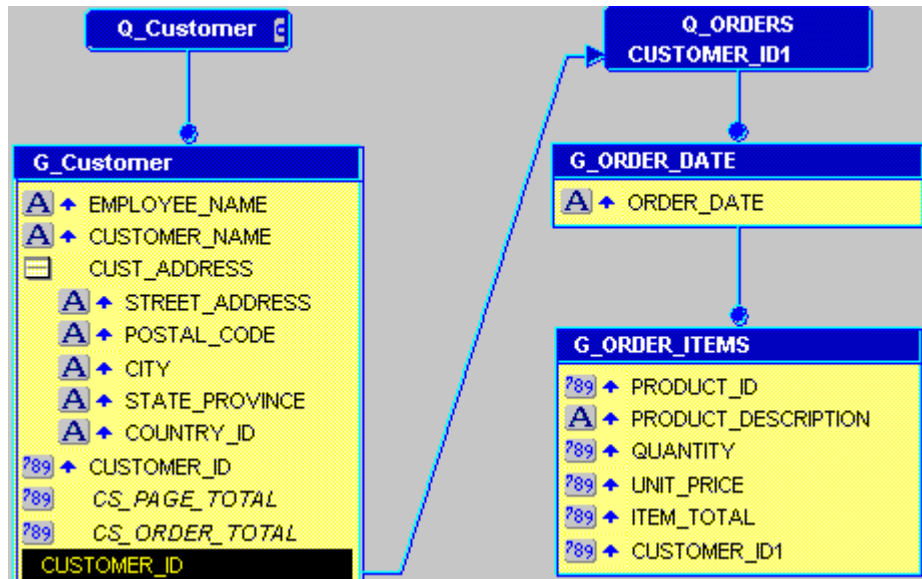 Q_Customer
G_Customer
EMPLOYEE_NAME
CUSTOMER_NAME
CUST_ADDRESS
STREET_ADDRESS
POSTAL_CODE
CITY
STATE_PROVINCE
COUNTRY_ID
CUSTOMER_ID
CS_PAGE_TOTAL
CS_ORDER_TOTAL
CUSTOMER_ID
Q_ORDERS
CUSTOMER_ID1
G_ORDER_DATE
ORDER_DATE
G_ORDER_ITEMS
PRODUCT_ID
PRODUCT_DESCRIPTION
QUANTITY
UNIT_PRICE
ITEM_TOTAL
CUSTOMER_ID1